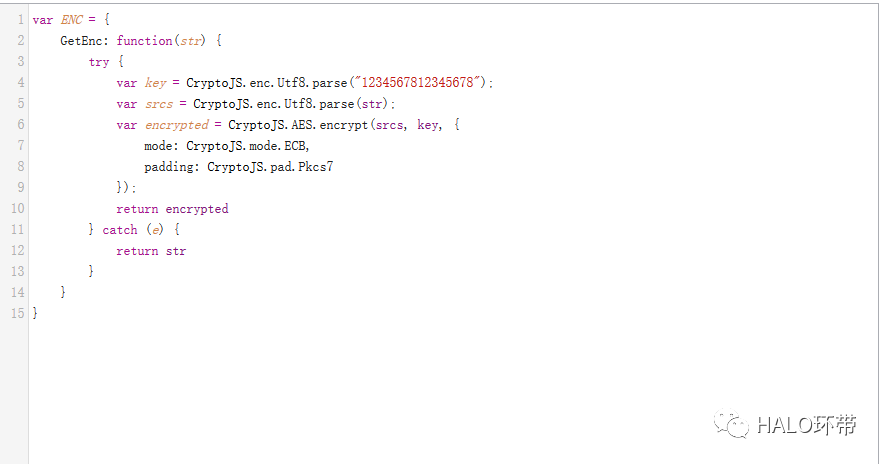 1 var ENC = {
2 GetEnc: function(str) {
3 try {
4 var key = CryptoJS.enc.Utf8.parse("1234567812345678");
5 var srcs = CryptoJS.enc.Utf8.parse(str);
6 var encrypted = CryptoJS.AES.encrypt(srcs, key, {
7 mode: CryptoJS.mode.ECB,
8 padding: CryptoJS.pad.Pkcs7
9 });
10 return encrypted
11 } catch (e) {
12 return str
13 }
14 }
15 }
HALO环带